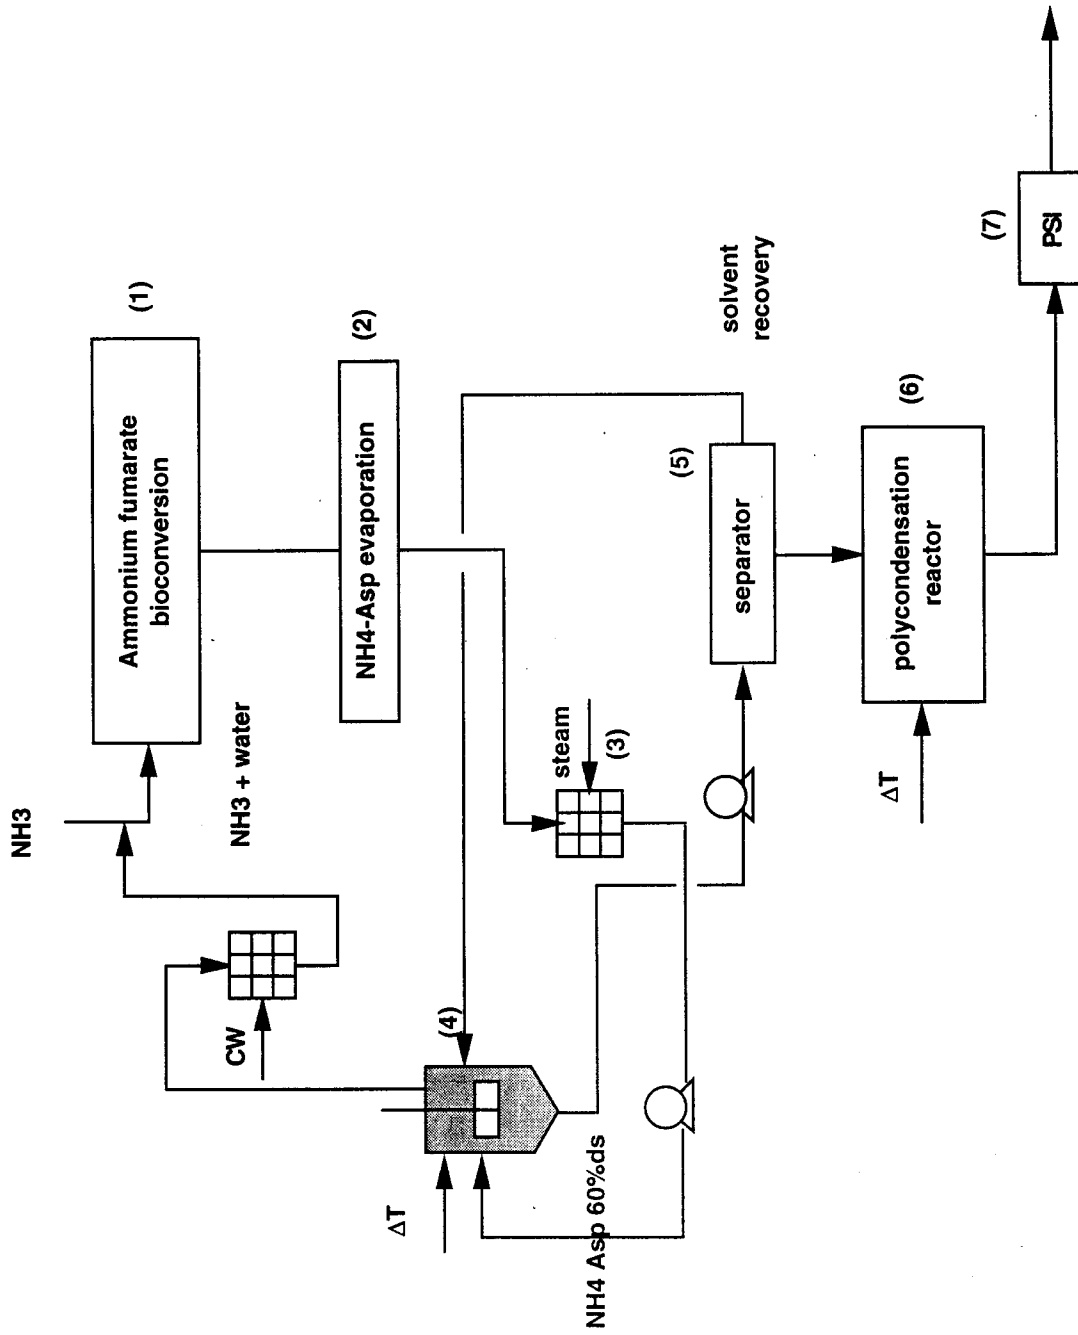 NH3
Ammonium fumarate
bioconversion
(1)
NH3 + water
CW
NH4-Asp evaporation
(2)
steam
(3)
(4)
ΔT
NH4 Asp 60%ds
separator
(5)
solvent
recovery
ΔT
polycondensation
reactor
(6)
PSI
(7)